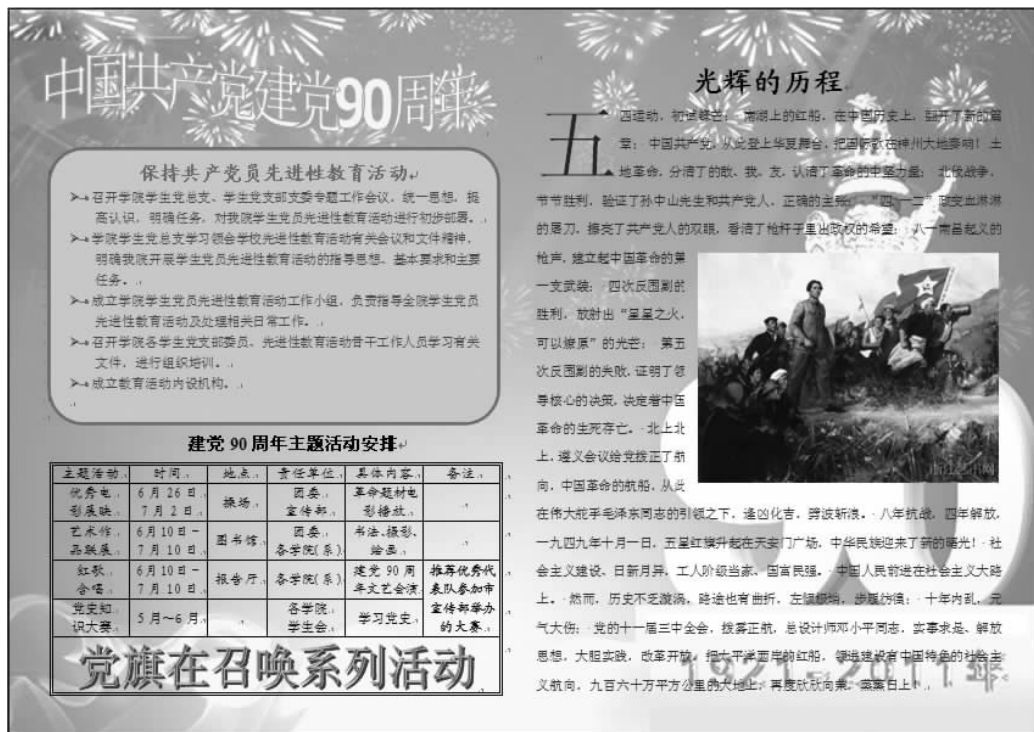 中国共产党建党90周年
保持共产党员先进性教育活动
召开学院学生党总支、学生党支部支委专题工作会议，统一思想，提
高认识，明确任务，对我院学生党员先进性教育活动进行初步部署。
学院学生党总支学习领会学校先进性教育活动有关会议和文件精神，
明确我院开展学生党员先进性教育活动的指导思想、基本要求和主要
任务。
成立学院学生党员先进性教育活动工作小组，负责指导全院学生党员
先进性教育活动及处理相关日常工作。
召开学院各学生党支部委员、先进性教育活动骨干工作人员学习有关
文件，进行组织培训。
成立教育活动内设机构。
建党 90 周年主题活动安排
主题活动 时间 地点 责任单位 具体内容 备注
优秀电影展映 6月26日 7月2日 操场 团委 宣传部 革命题材电影播放
艺术作品联展 6月10日-7月10日 图书馆 团委 各学院(系) 书法、摄影、绘画
红歌合唱 6月10日-7月10日 报告厅 各学院(系) 建党90周年文艺会演 推荐优秀代表队参加市宣传部举办的大赛
党史知识大赛 5月～6月 各学院 学生会 学习党史
党旗在召唤系列活动
光辉的历程
五四运动，初试锋芒； 南湖上的红船，在中国历史上，翻开了新的篇
章； 中国共产党，从此登上华夏舞台，把国际歌在神州大地奏响！ 土
地革命，分清了的敌、我、友，认清了革命的中坚力量； 北伐战争，
节节胜利，验证了孙中山先生和共产党人，正确的主张； “四·一二”政变血淋淋
的屠刀，擦亮了共产党人的双眼，看清了枪杆子里出政权的希望； 八一南昌起义的
枪声，建立起中国革命的第
一支武装； 四次反围剿的
胜利，放射出“星星之火，
可以燎原”的光芒； 第五
次反围剿的失败，证明了领
导核心的决策，决定着中国
革命的生死存亡。 北上北
上，遵义会议给党拨正了航
向，中国革命的航船，从此
在伟大舵手毛泽东同志的引领之下，逢凶化吉，劈波斩浪。 八年抗战，四年解放，
一九四九年十月一日，五星红旗升起在天安门广场，中华民族迎来了新的曙光！ 社
会主义建设、日新月异，工人阶级当家、国富民强。 中国人民前进在社会主义大路
上。 然而，历史不乏漩涡，路途也有曲折，左倾极端，步履彷徨； 十年内乱，元
气大伤； 党的十一届三中全会，拨雾正航，总设计师邓小平同志，实事求是、解放
思想，大胆实践，改革开放，把太平洋西岸的红船，领进建设有中国特色的社会主
义航向，九百六十万平方公里的大地上，再度欣欣向荣，蒸蒸日上！
1921-2011